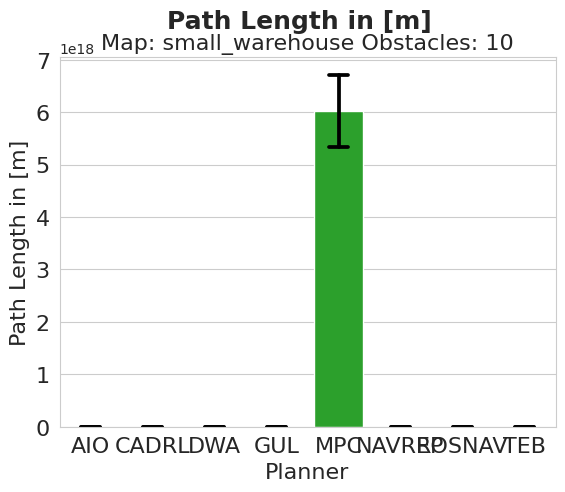 Path Length in [m]
Map: small_warehouse Obstacles: 10
1e18
7
6
5
4
3
2
1
0
Path Length in [m]
AIO CADRL DWA GUL MPC NAVREP ROSNAV TEB
Planner